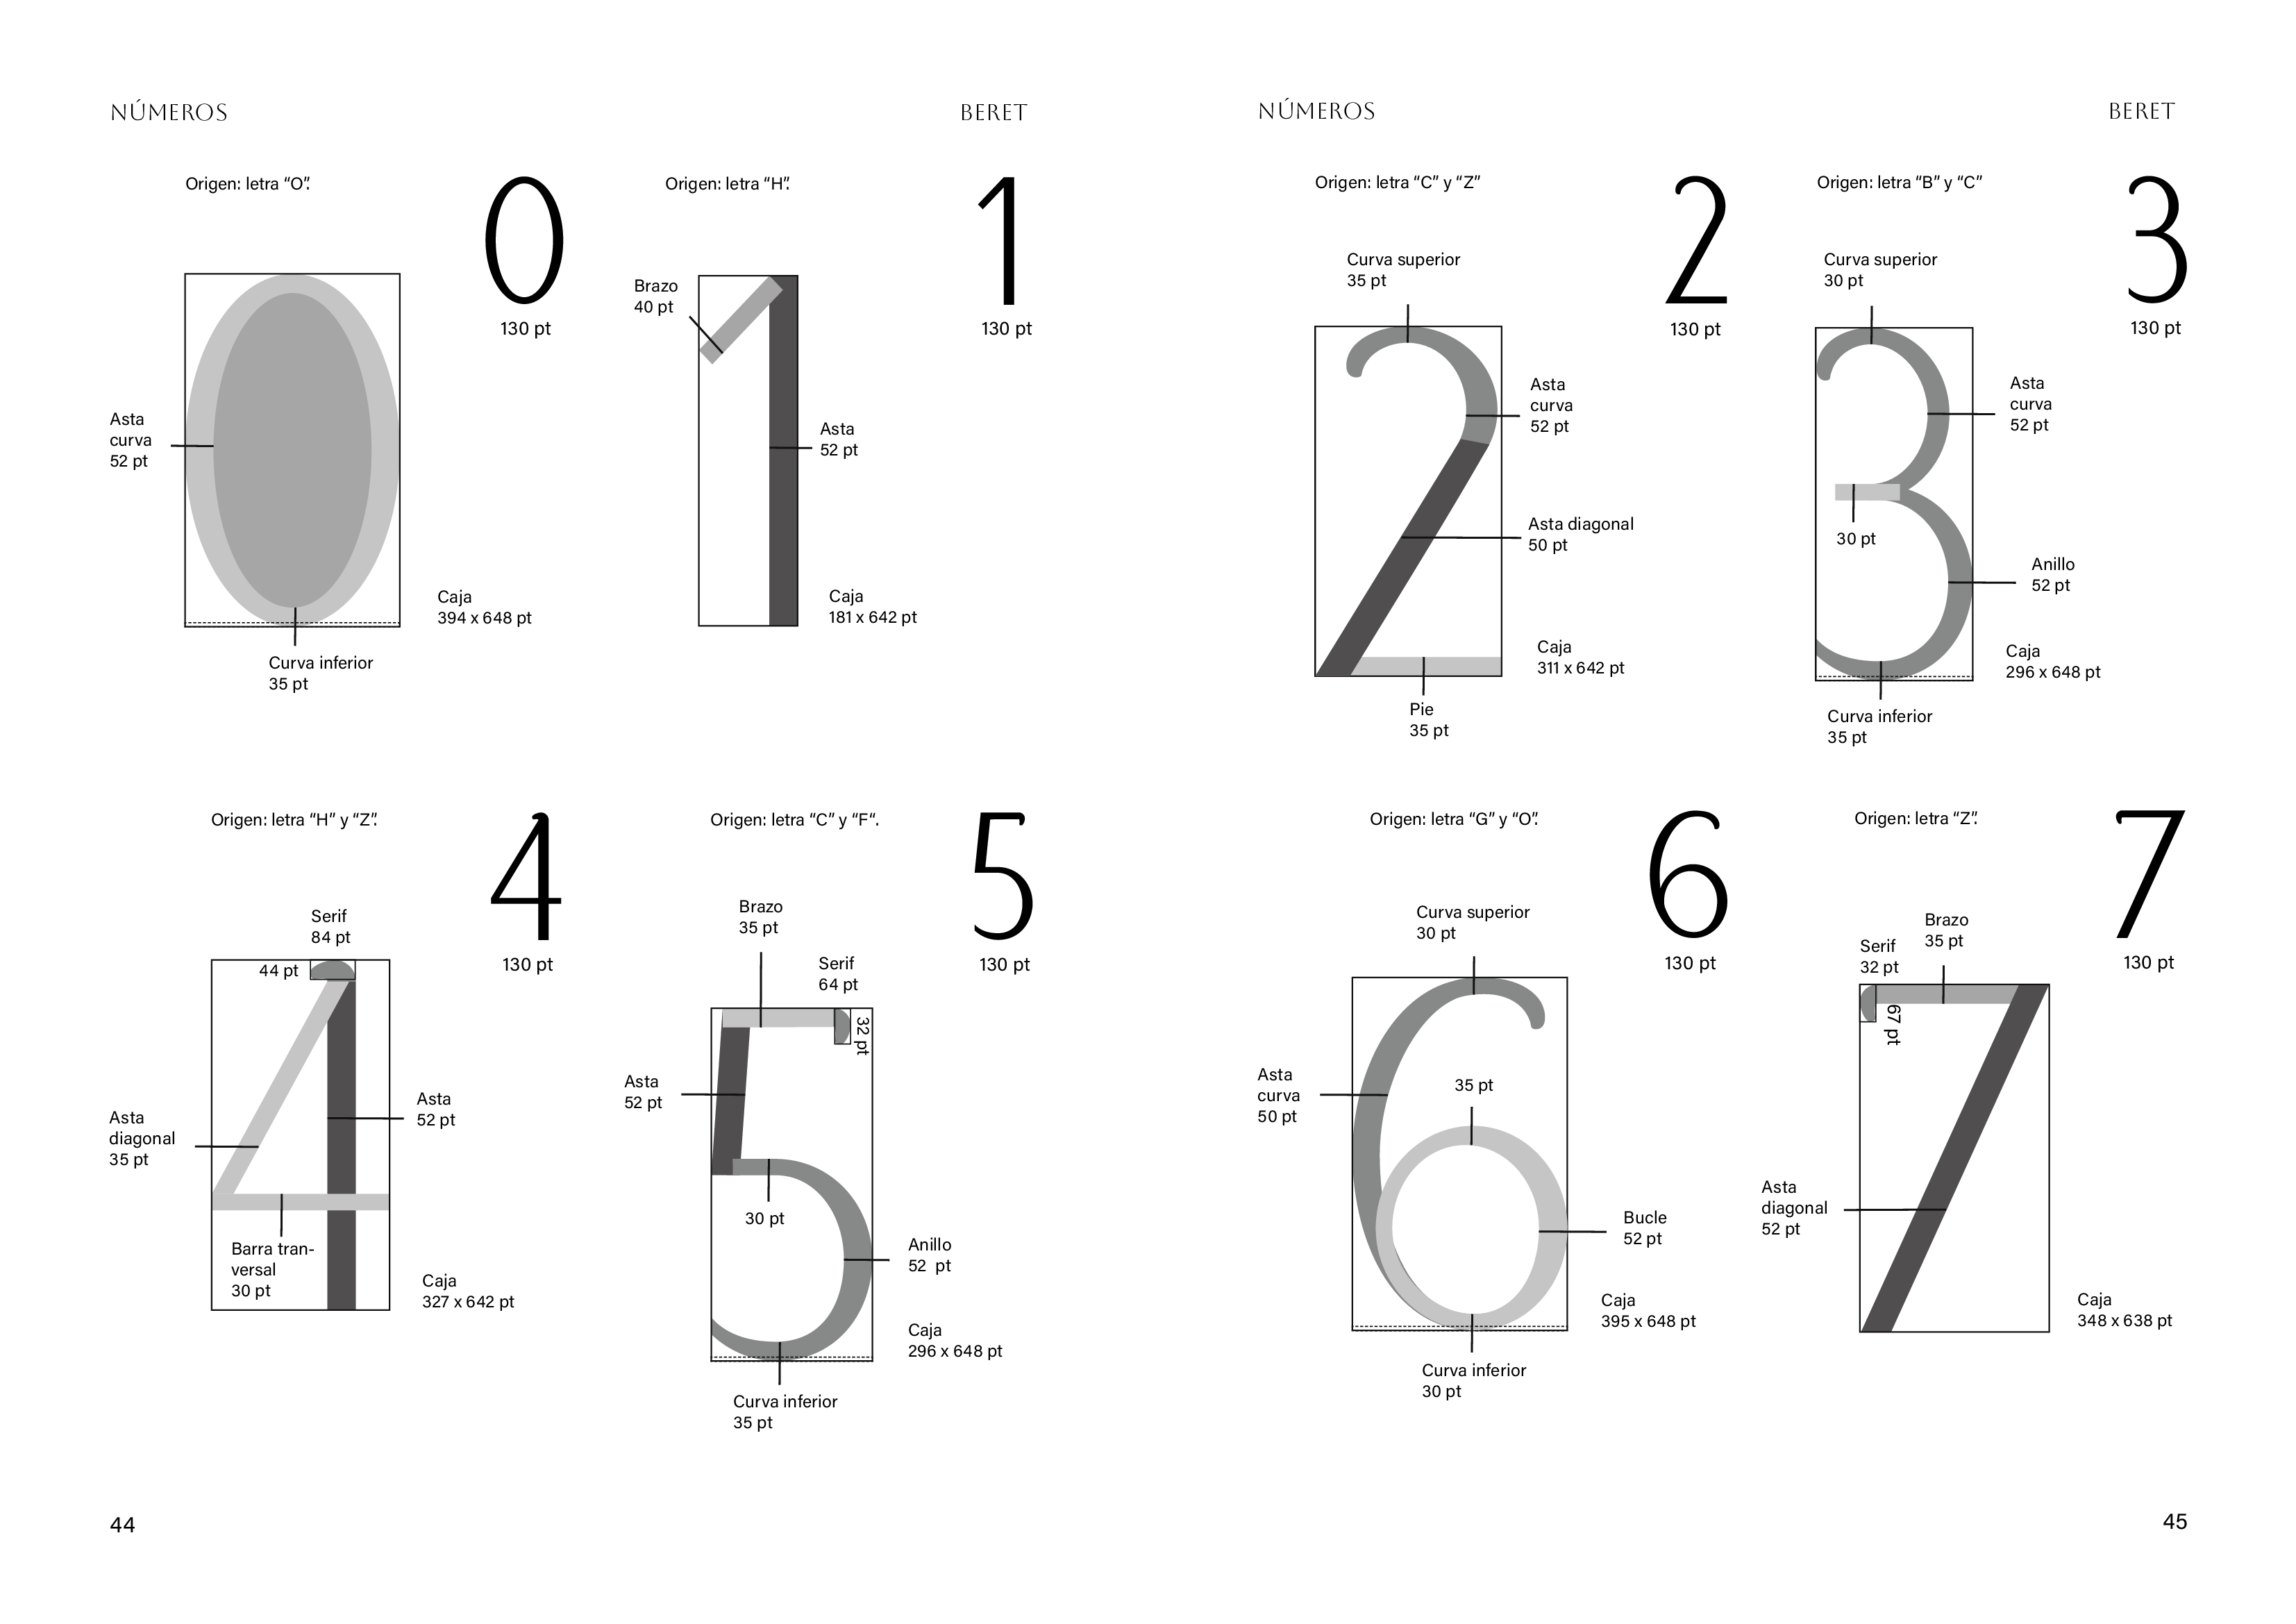 NÚMEROS
BERET
Origen: letra “O”.
0
130 pt
Asta
curva
52 pt
Caja
394 x 648 pt
Curva inferior
35 pt
Origen: letra “H”.
1
130 pt
Brazo
40 pt
Asta
52 pt
Caja
181 x 642 pt
Origen: letra “H” y “Z”.
4
130 pt
Serif
84 pt
44 pt
Asta
diagonal
35 pt
Asta
52 pt
Barra tran-
versal
30 pt
Caja
327 x 642 pt
Origen: letra “C” y “F“.
5
130 pt
Brazo
35 pt
Serif
64 pt
32 pt
Asta
52 pt
30 pt
Anillo
52  pt
Caja
296 x 648 pt
Curva inferior
35 pt
44
NÚMEROS
BERET
Origen: letra “C” y “Z”
2
130 pt
Curva superior
35 pt
Asta
curva
52 pt
Asta diagonal
50 pt
Caja
311 x 642 pt
Pie
35 pt
Origen: letra “B” y “C”
3
130 pt
Curva superior
30 pt
Asta
curva
52 pt
30 pt
Anillo
52 pt
Caja
296 x 648 pt
Curva inferior
35 pt
Origen: letra “G” y “O”.
6
130 pt
Curva superior
30 pt
Asta
curva
50 pt
35 pt
Bucle
52 pt
Caja
395 x 648 pt
Curva inferior
30 pt
Origen: letra “Z”.
7
130 pt
Brazo
35 pt
Serif
32 pt
67 pt
Asta
diagonal
52 pt
Caja
348 x 638 pt
45